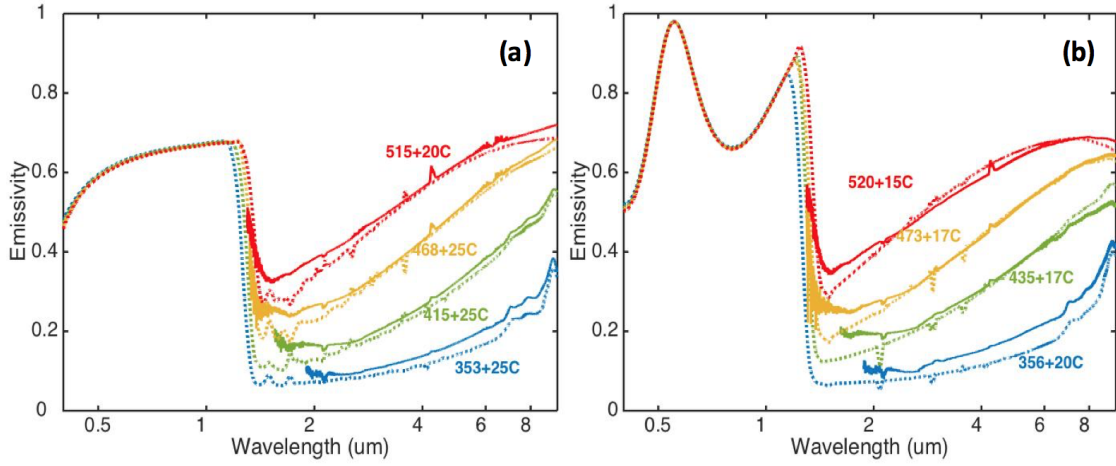 1
0.8
0.6
0.4
0.2
0
Emissivity
(a)
515+20C
468+25C
415+25C
353+25C
0.5 1 2 4 6 8
Wavelength (um)
1
0.8
0.6
0.4
0.2
0
Emissivity
(b)
520+15C
473+17C
435+17C
356+20C
0.5 1 2 4 6 8
Wavelength (um)